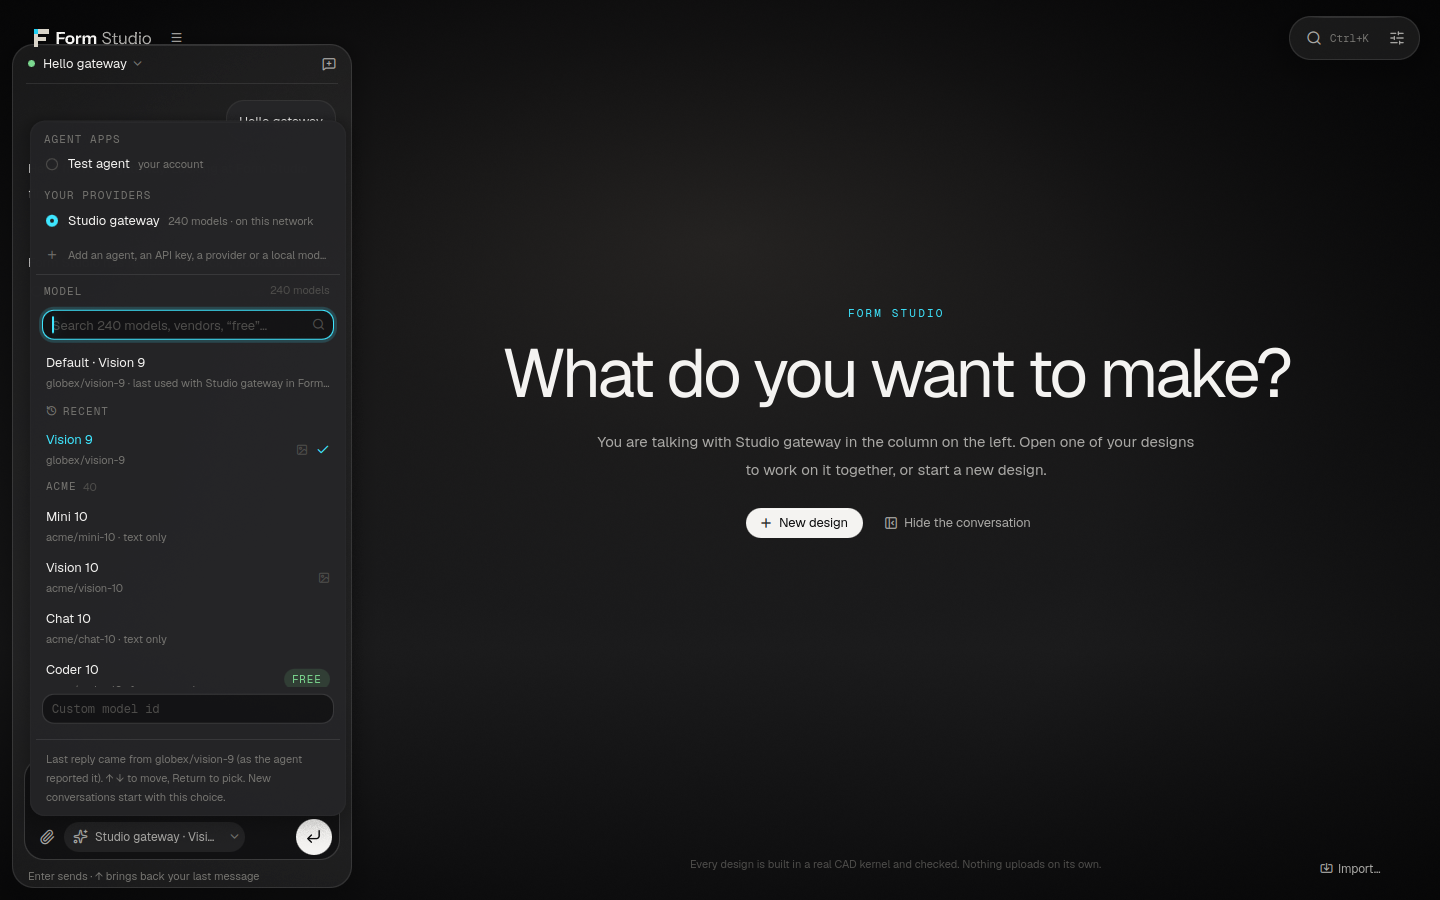 Form Studio
Ctrl+K
Hello gateway
Hello gateway
AGENT APPS
Test agent your account
YOUR PROVIDERS
Studio gateway 240 models · on this network
+ Add an agent, an API key, a provider or a local mod...
MODEL 240 models
Search 240 models, vendors, “free”...
Default · Vision 9
globex/vision-9 · last used with Studio gateway in Form...
RECENT
Vision 9
globex/vision-9
ACME 40
Mini 10
acme/mini-10 · text only
Vision 10
acme/vision-10
Chat 10
acme/chat-10 · text only
Coder 10
FREE
Custom model id
Last reply came from globex/vision-9 (as the agent
reported it). ↑ ↓ to move, Return to pick. New
conversations start with this choice.
Studio gateway · Visi...
Enter sends · ↑ brings back your last message
FORM STUDIO
What do you want to make?
You are talking with Studio gateway in the column on the left. Open one of your designs
to work on it together, or start a new design.
+ New design
Hide the conversation
Every design is built in a real CAD kernel and checked. Nothing uploads on its own.
Import...